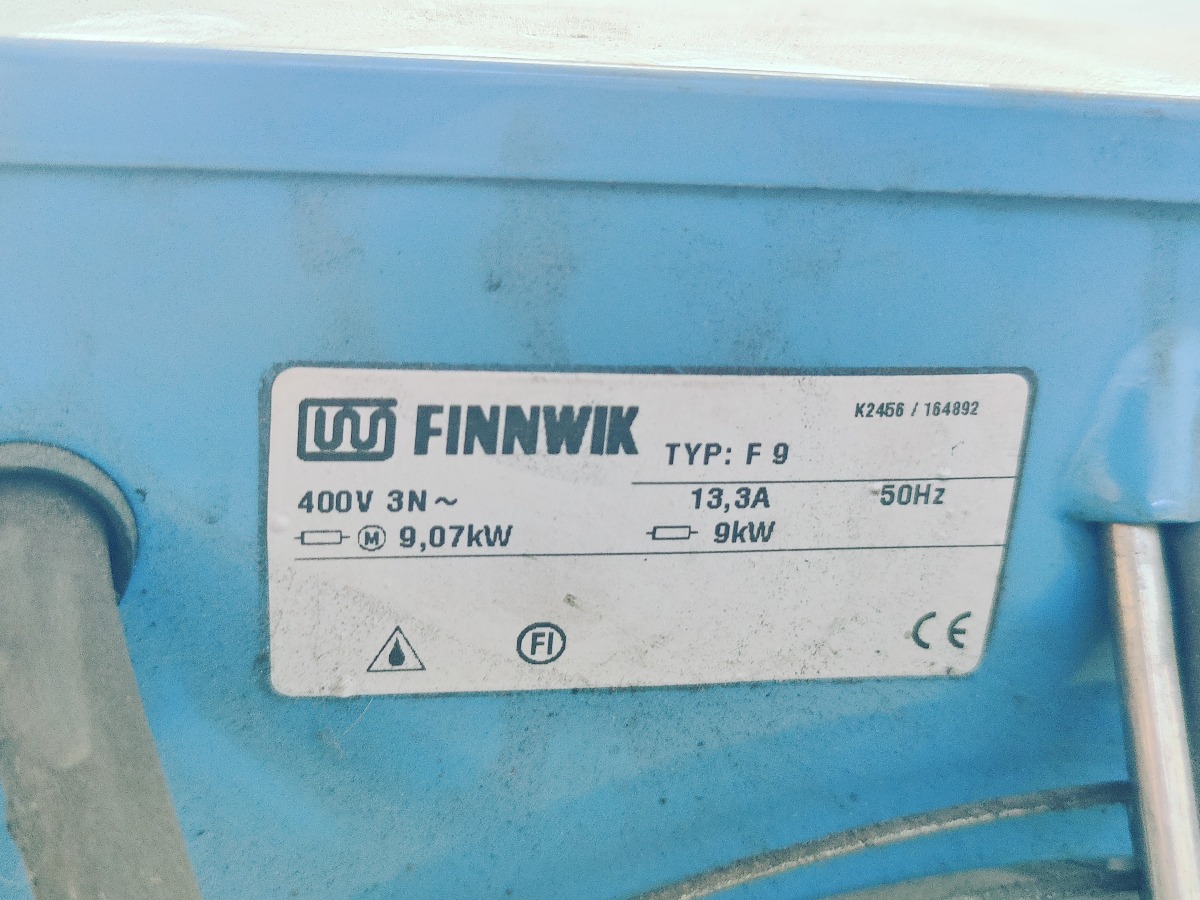 FINNWIK
TYP: F 9
K2456 / 164892
400V 3N~
13,3A
50Hz
M 9,07kW
9kW
FI
CE